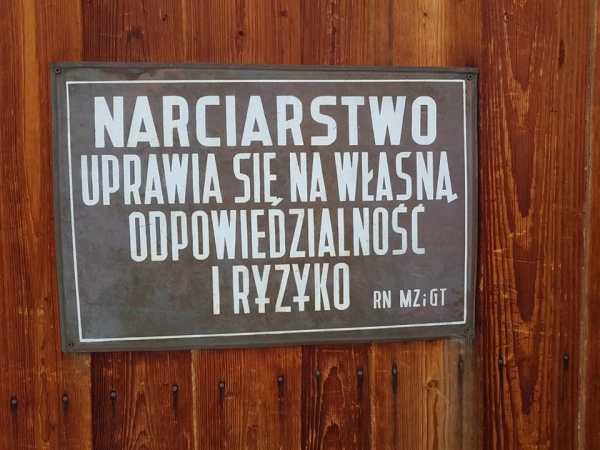 NARCIARSTWO
UPRAWIA SIĘ NA WŁASNĄ
ODPOWIEDZIALNOŚĆ
I RYZYKO RN MZiGT